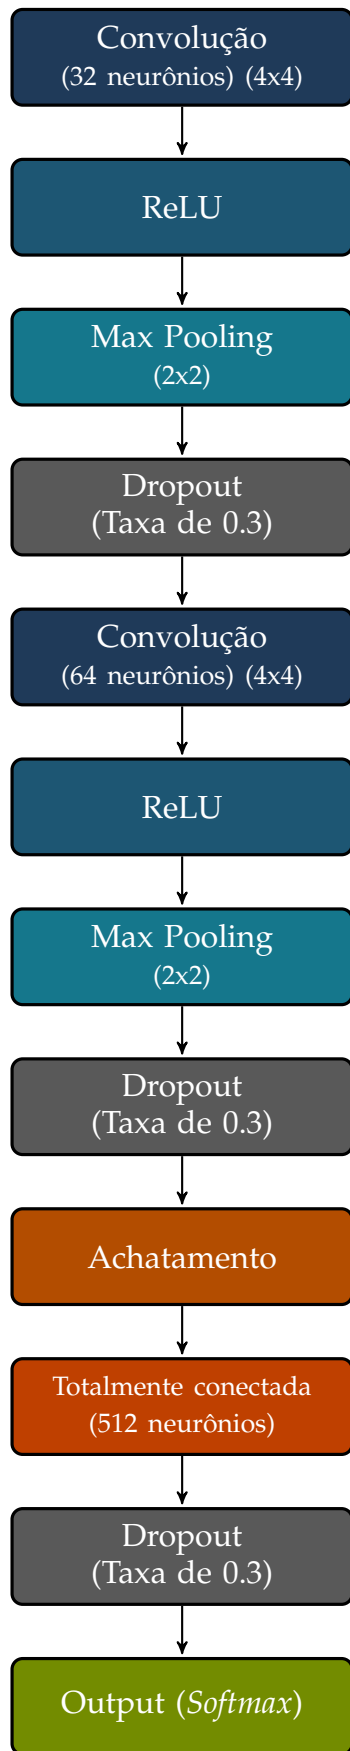 Convolução
(32 neurônios) (4x4)
ReLU
Max Pooling
(2x2)
Dropout
(Taxa de 0.3)
Convolução
(64 neurônios) (4x4)
ReLU
Max Pooling
(2x2)
Dropout
(Taxa de 0.3)
Achatamento
Totalmente conectada
(512 neurônios)
Dropout
(Taxa de 0.3)
Output (Softmax)